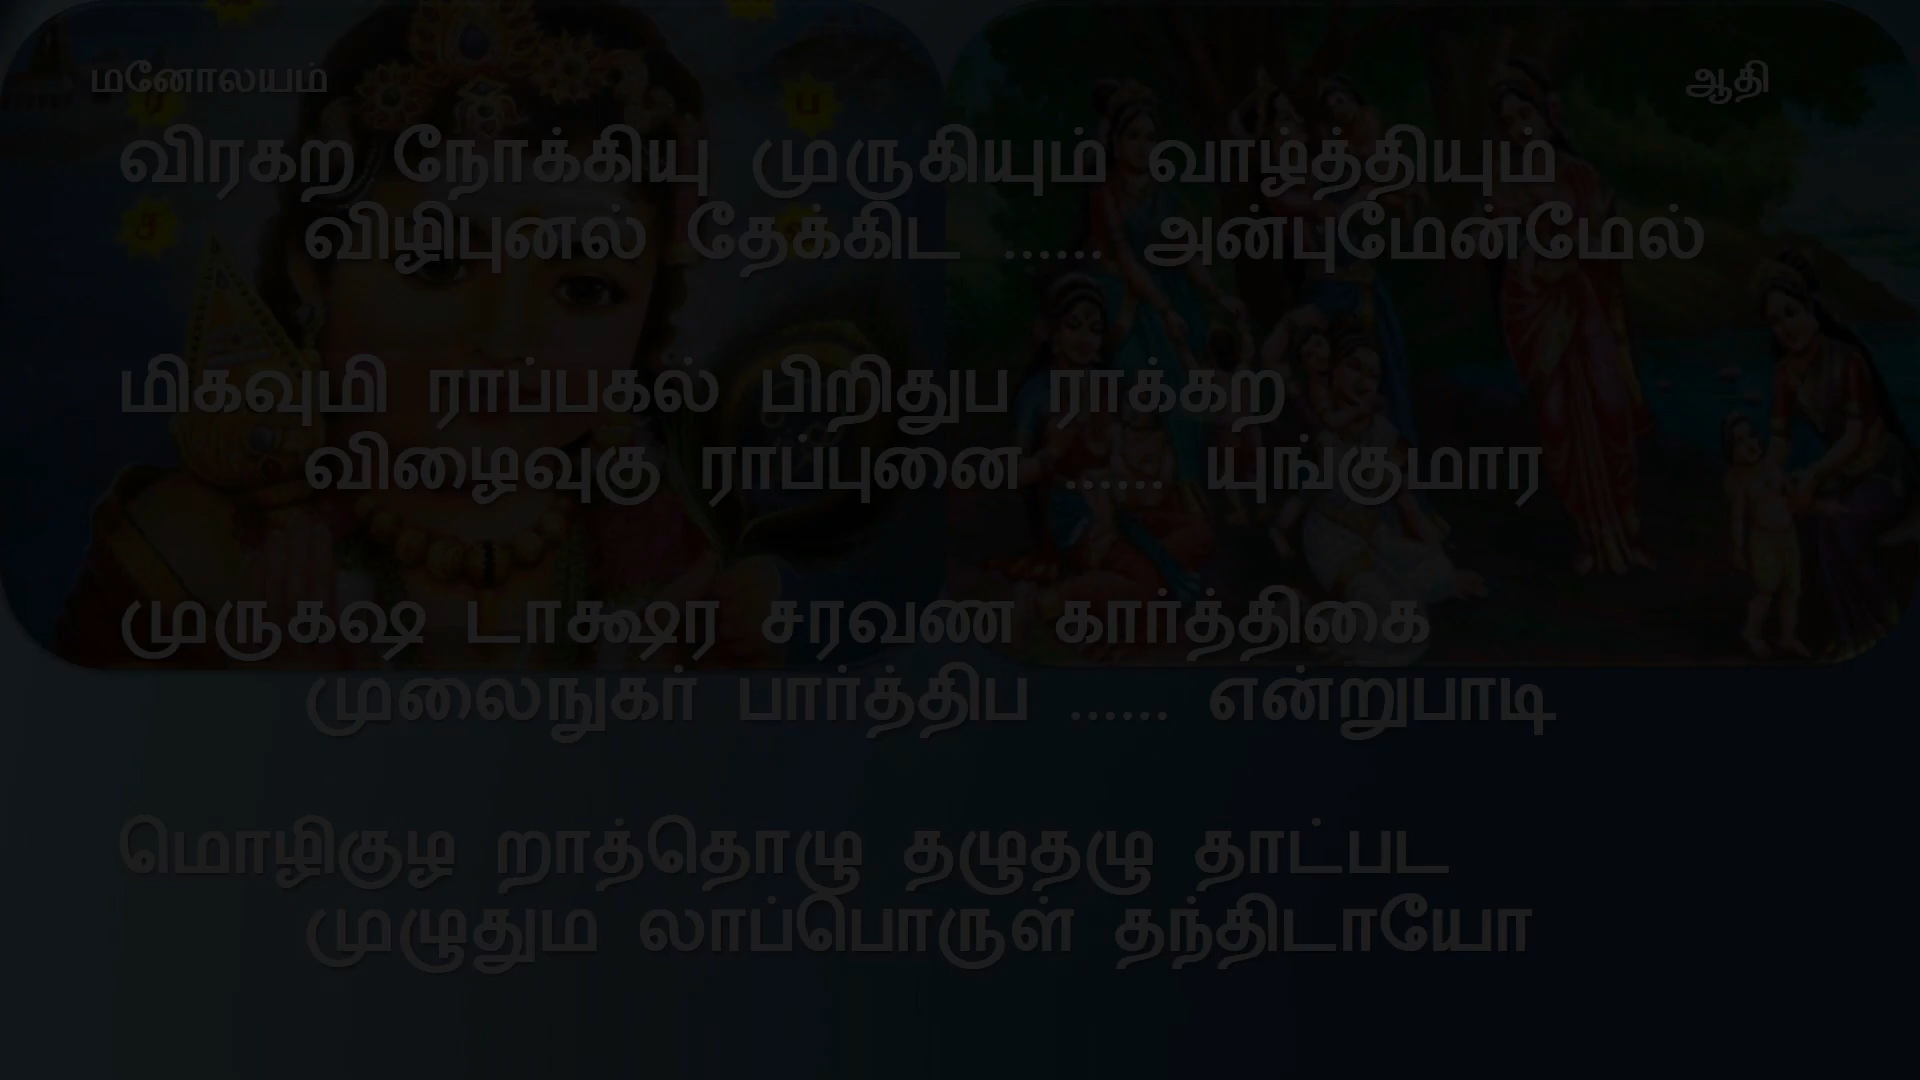 மனோலயம் ஆதி
விரகற நோக்கியு முருகியும் வாழ்த்தியும்
விழிபுனல் தேக்கிட ...... அன்புமேன்மேல்
மிகவுமி ராப்பகல் பிறிதுப ராக்கற
விழைவுகு ராப்புனை ...... யுங்குமார
முருகஷ டாக்ஷர சரவண கார்த்திகை
முலைநுகர் பார்த்திப ...... என்றுபாடி
மொழிகுழ றாத்தொழு தழுதழு தாட்பட
முழுதும லாப்பொருள் தந்திடாயோ